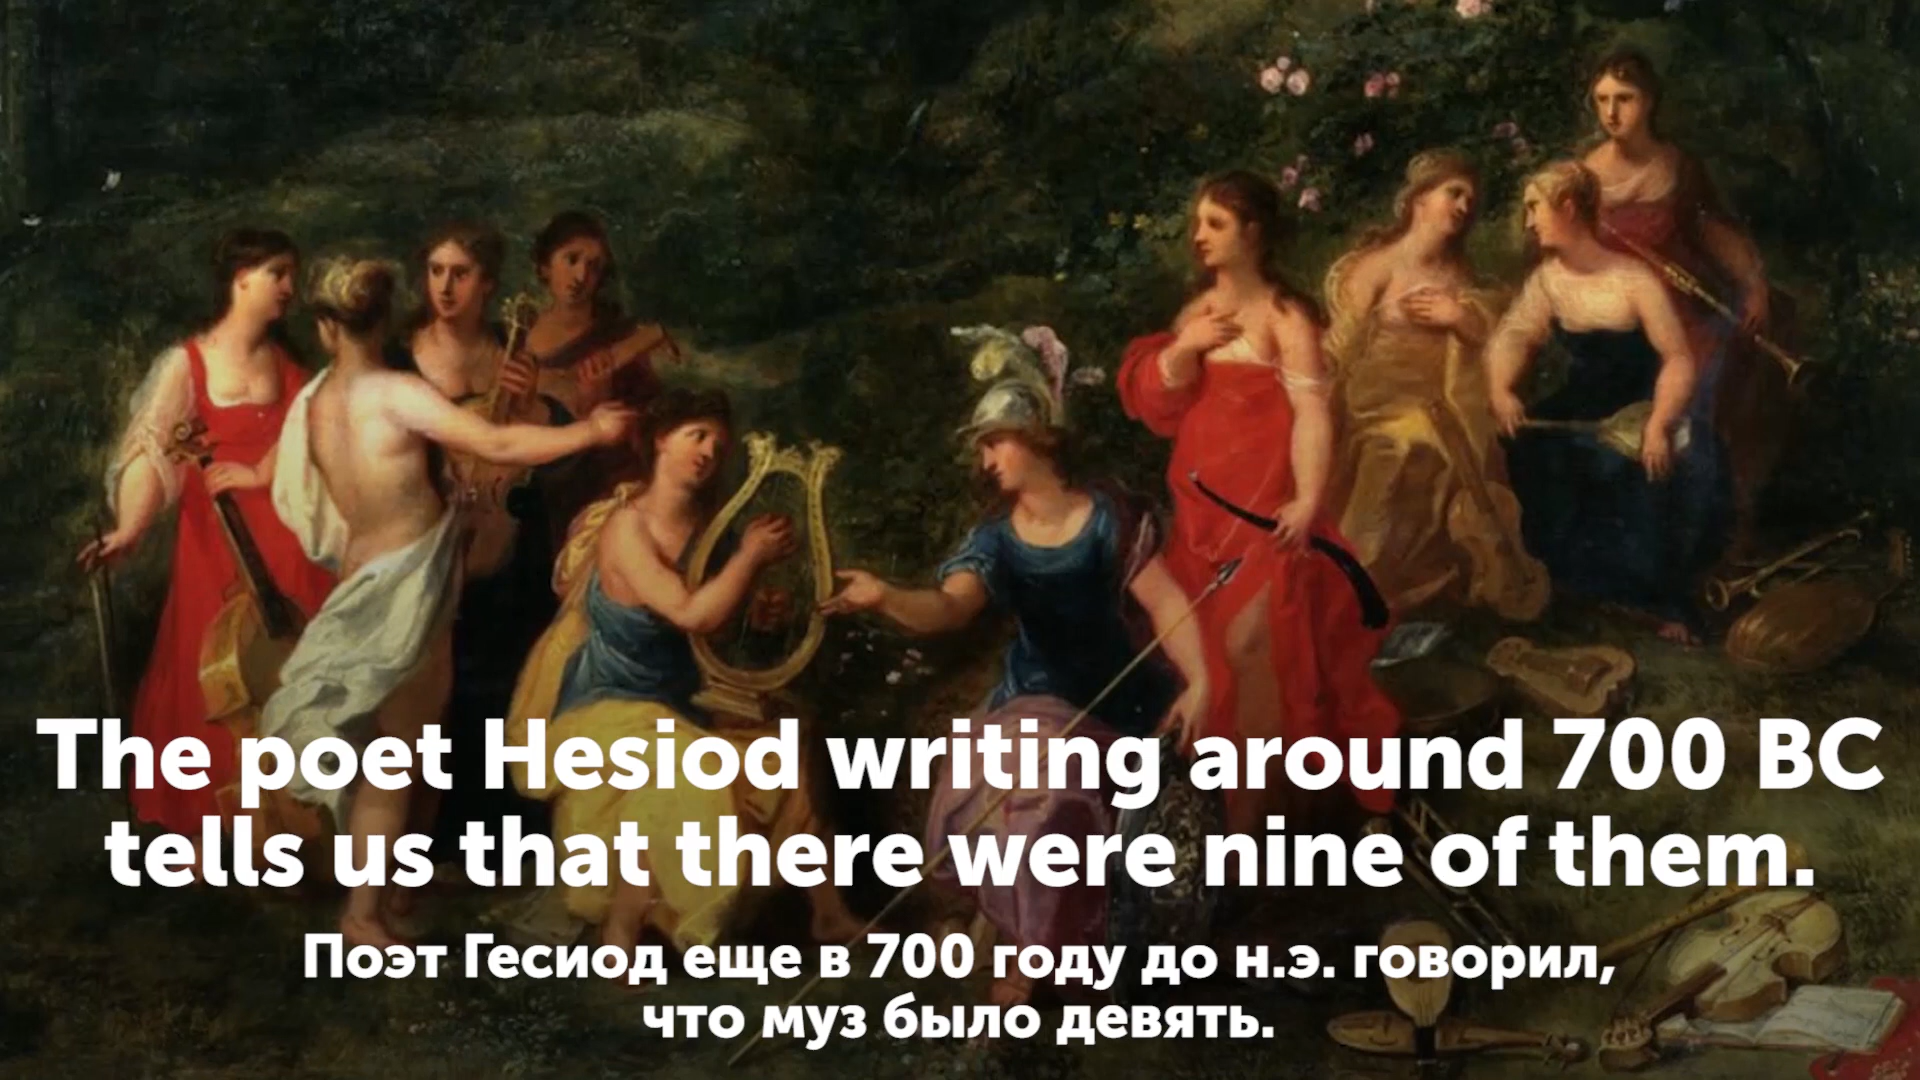 The poet Hesiod writing around 700 BC
tells us that there were nine of them.
Поэт Гесиод еще в 700 году до н.э. говорил,
что муз было девять.